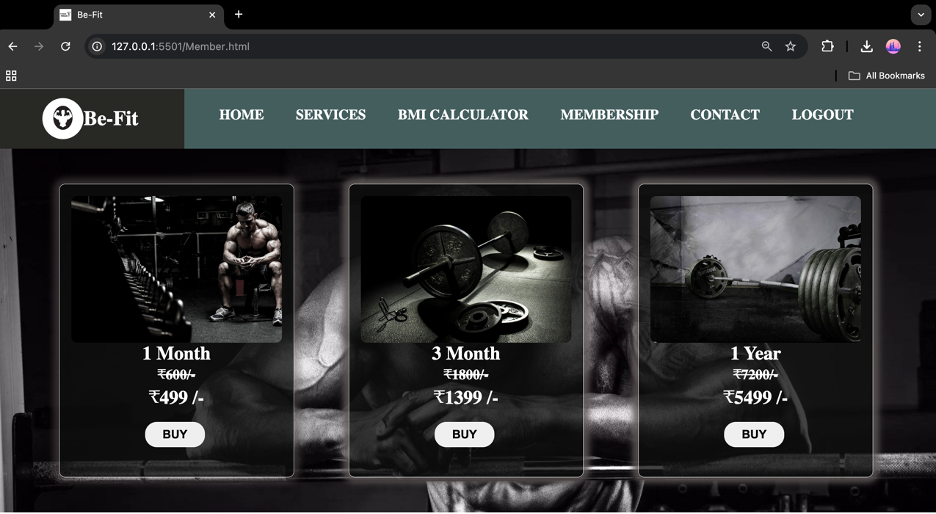 Be-Fit
127.0.0.1:5501/Member.html
All Bookmarks
Be-Fit
HOME SERVICES BMI CALCULATOR MEMBERSHIP CONTACT LOGOUT
1 Month
₹600/-
₹499 /-
BUY
3 Month
₹1800/-
₹1399 /-
BUY
1 Year
₹7200/-
₹5499 /-
BUY